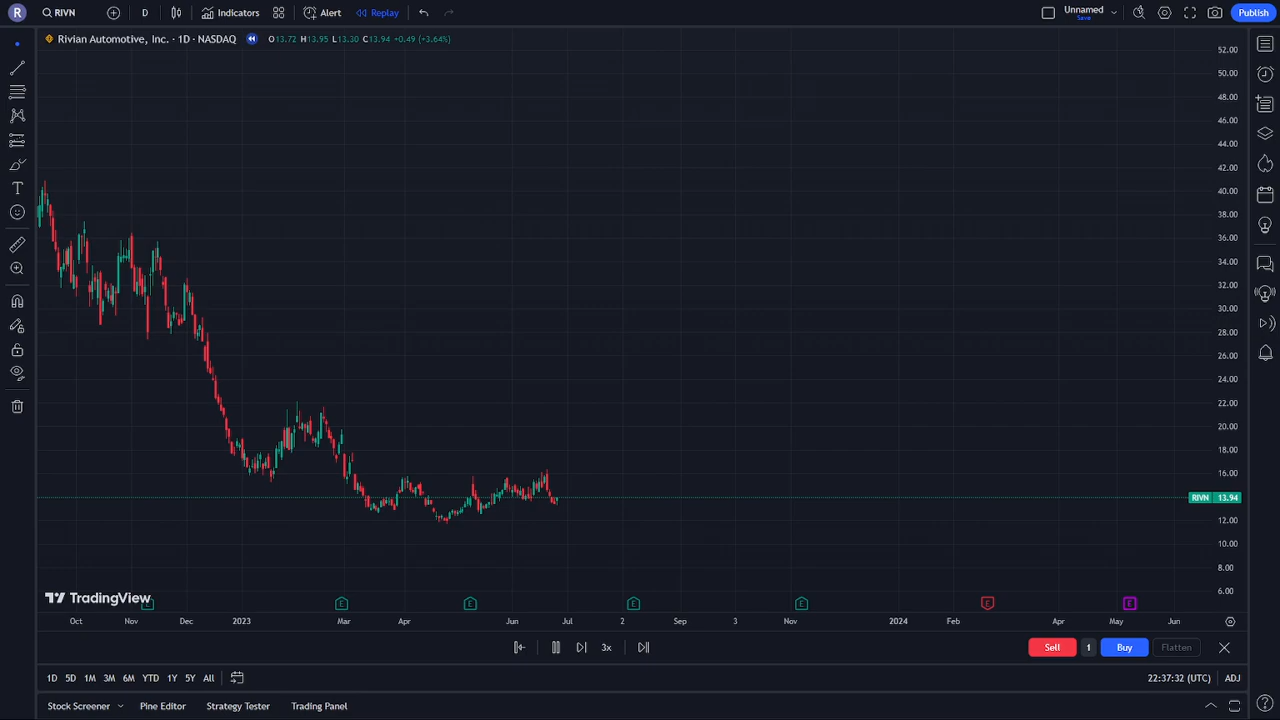 R RIVN D Indicators Alert Replay Unnamed Save Publish
Rivian Automotive, Inc. · 1D · NASDAQ O13.72 H13.95 L13.30 C13.94 +0.49 (+3.64%)
52.00
50.00
48.00
46.00
44.00
42.00
40.00
38.00
36.00
34.00
32.00
30.00
28.00
26.00
24.00
22.00
20.00
18.00
16.00
RIVN 13.94
12.00
10.00
8.00
6.00
TradingView
E E E E E E E
Oct Nov Dec 2023 Mar Apr Jun Jul 2 Sep 3 Nov 2024 Feb Apr May Jun
3x Sell 1 Buy Flatten
1D 5D 1M 3M 6M YTD 1Y 5Y All 22:37:32 (UTC) ADJ
Stock Screener Pine Editor Strategy Tester Trading Panel